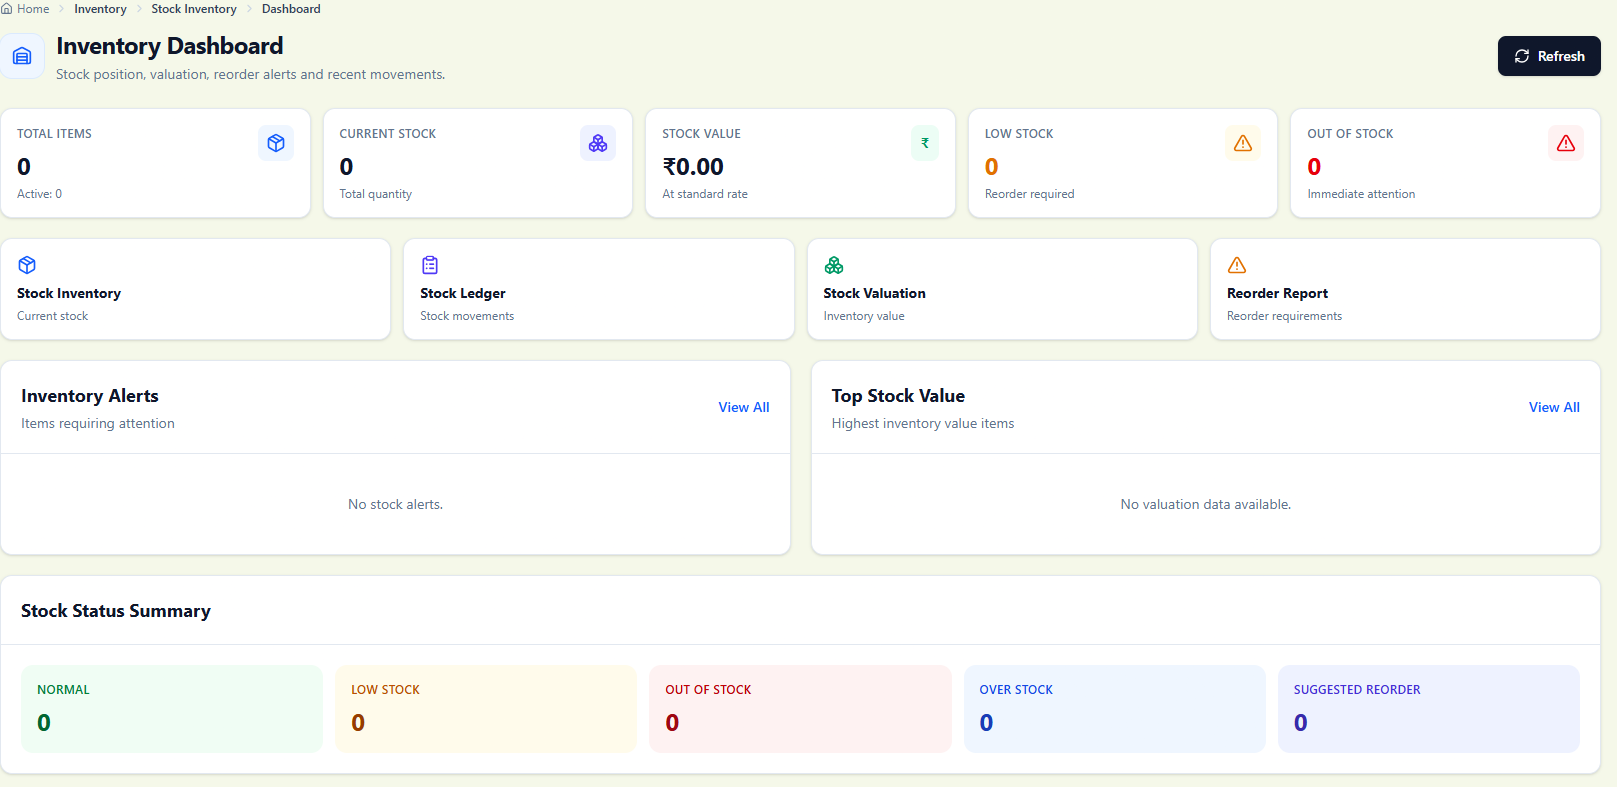 Home > Inventory > Stock Inventory > Dashboard
Inventory Dashboard
Stock position, valuation, reorder alerts and recent movements.
Refresh
TOTAL ITEMS
0
Active: 0
CURRENT STOCK
0
Total quantity
STOCK VALUE
₹
₹0.00
At standard rate
LOW STOCK
0
Reorder required
OUT OF STOCK
0
Immediate attention
Stock Inventory
Current stock
Stock Ledger
Stock movements
Stock Valuation
Inventory value
Reorder Report
Reorder requirements
Inventory Alerts
Items requiring attention
View All
No stock alerts.
Top Stock Value
Highest inventory value items
View All
No valuation data available.
Stock Status Summary
NORMAL
0
LOW STOCK
0
OUT OF STOCK
0
OVER STOCK
0
SUGGESTED REORDER
0